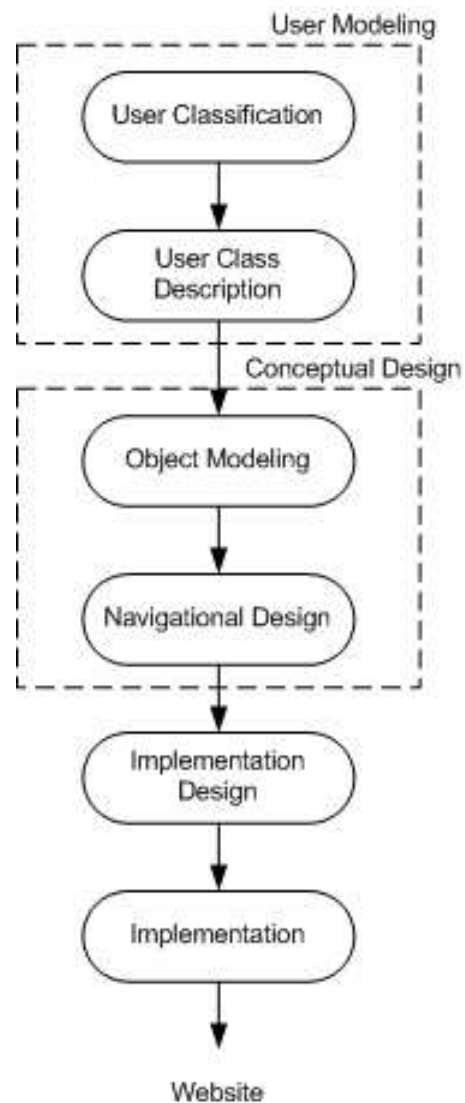 User Modeling
User Classification
User Class
Description
Conceptual Design
Object Modeling
Navigational Design
Implementation
Design
Implementation
Website